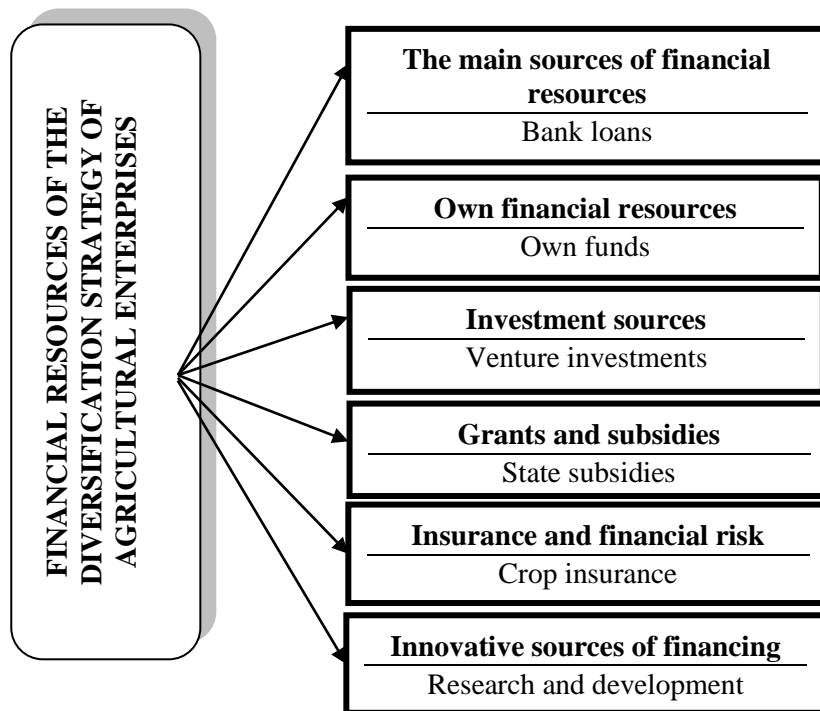 FINANCIAL RESOURCES OF THE
DIVERSIFICATION STRATEGY OF
AGRICULTURAL ENTERPRISES
The main sources of financial
resources
Bank loans
Own financial resources
Own funds
Investment sources
Venture investments
Grants and subsidies
State subsidies
Insurance and financial risk
Crop insurance
Innovative sources of financing
Research and development